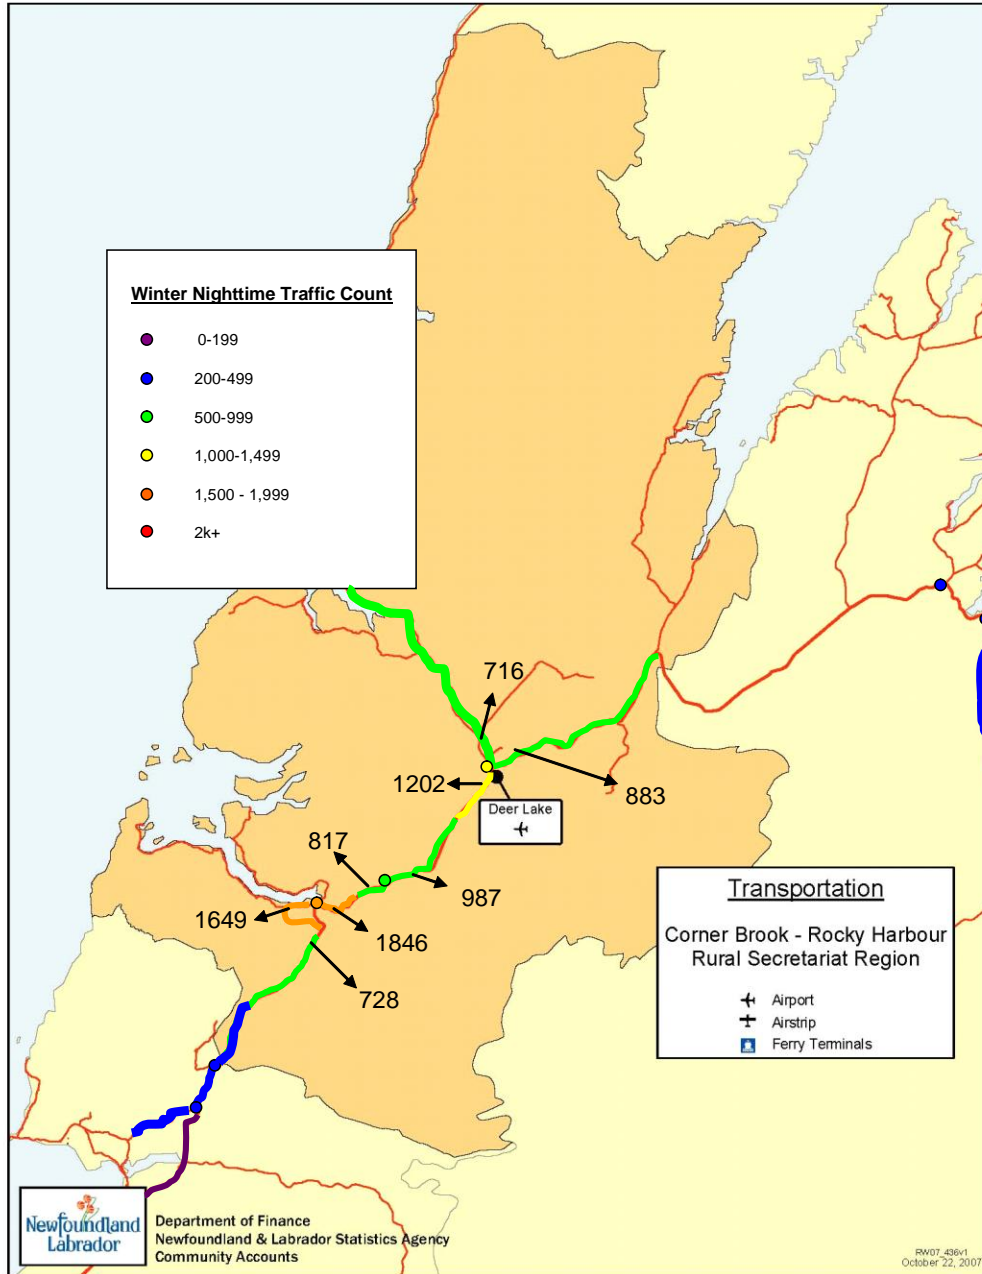 Winter Nighttime Traffic Count
0-199
200-499
500-999
1,000-1,499
1,500 - 1,999
2k+
716
1202
883
Deer Lake
817
987
1649
1846
728
Transportation
Corner Brook - Rocky Harbour
Rural Secretariat Region
Airport
Airstrip
Ferry Terminals
Newfoundland
Labrador
Department of Finance
Newfoundland & Labrador Statistics Agency
Community Accounts
RW07_436v1
October 22, 2007